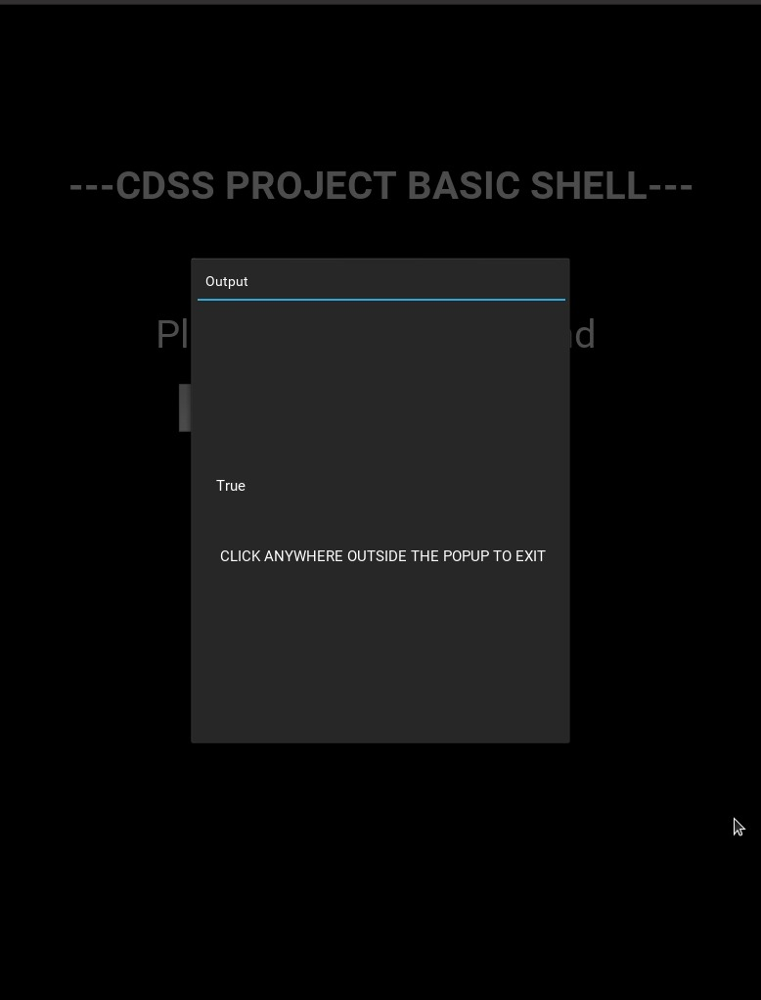 ---CDSS PROJECT BASIC SHELL---
Output
True
CLICK ANYWHERE OUTSIDE THE POPUP TO EXIT